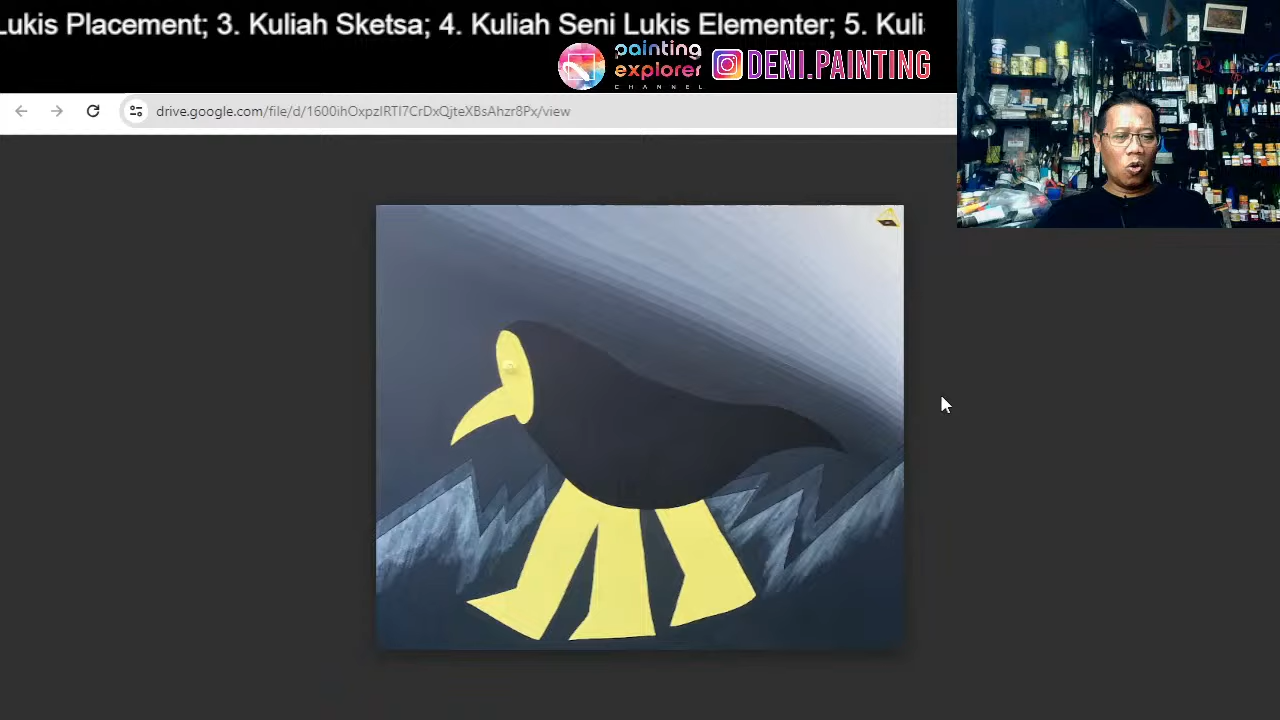 Lukis Placement; 3. Kuliah Sketsa; 4. Kuliah Seni Lukis Elementer; 5. Kuli
painting
explorer
CHANNEL
DENI.PAINTING
drive.google.com/file/d/1600ihOxpzIRTI7CrDxQjteXBsAhzr8Px/view